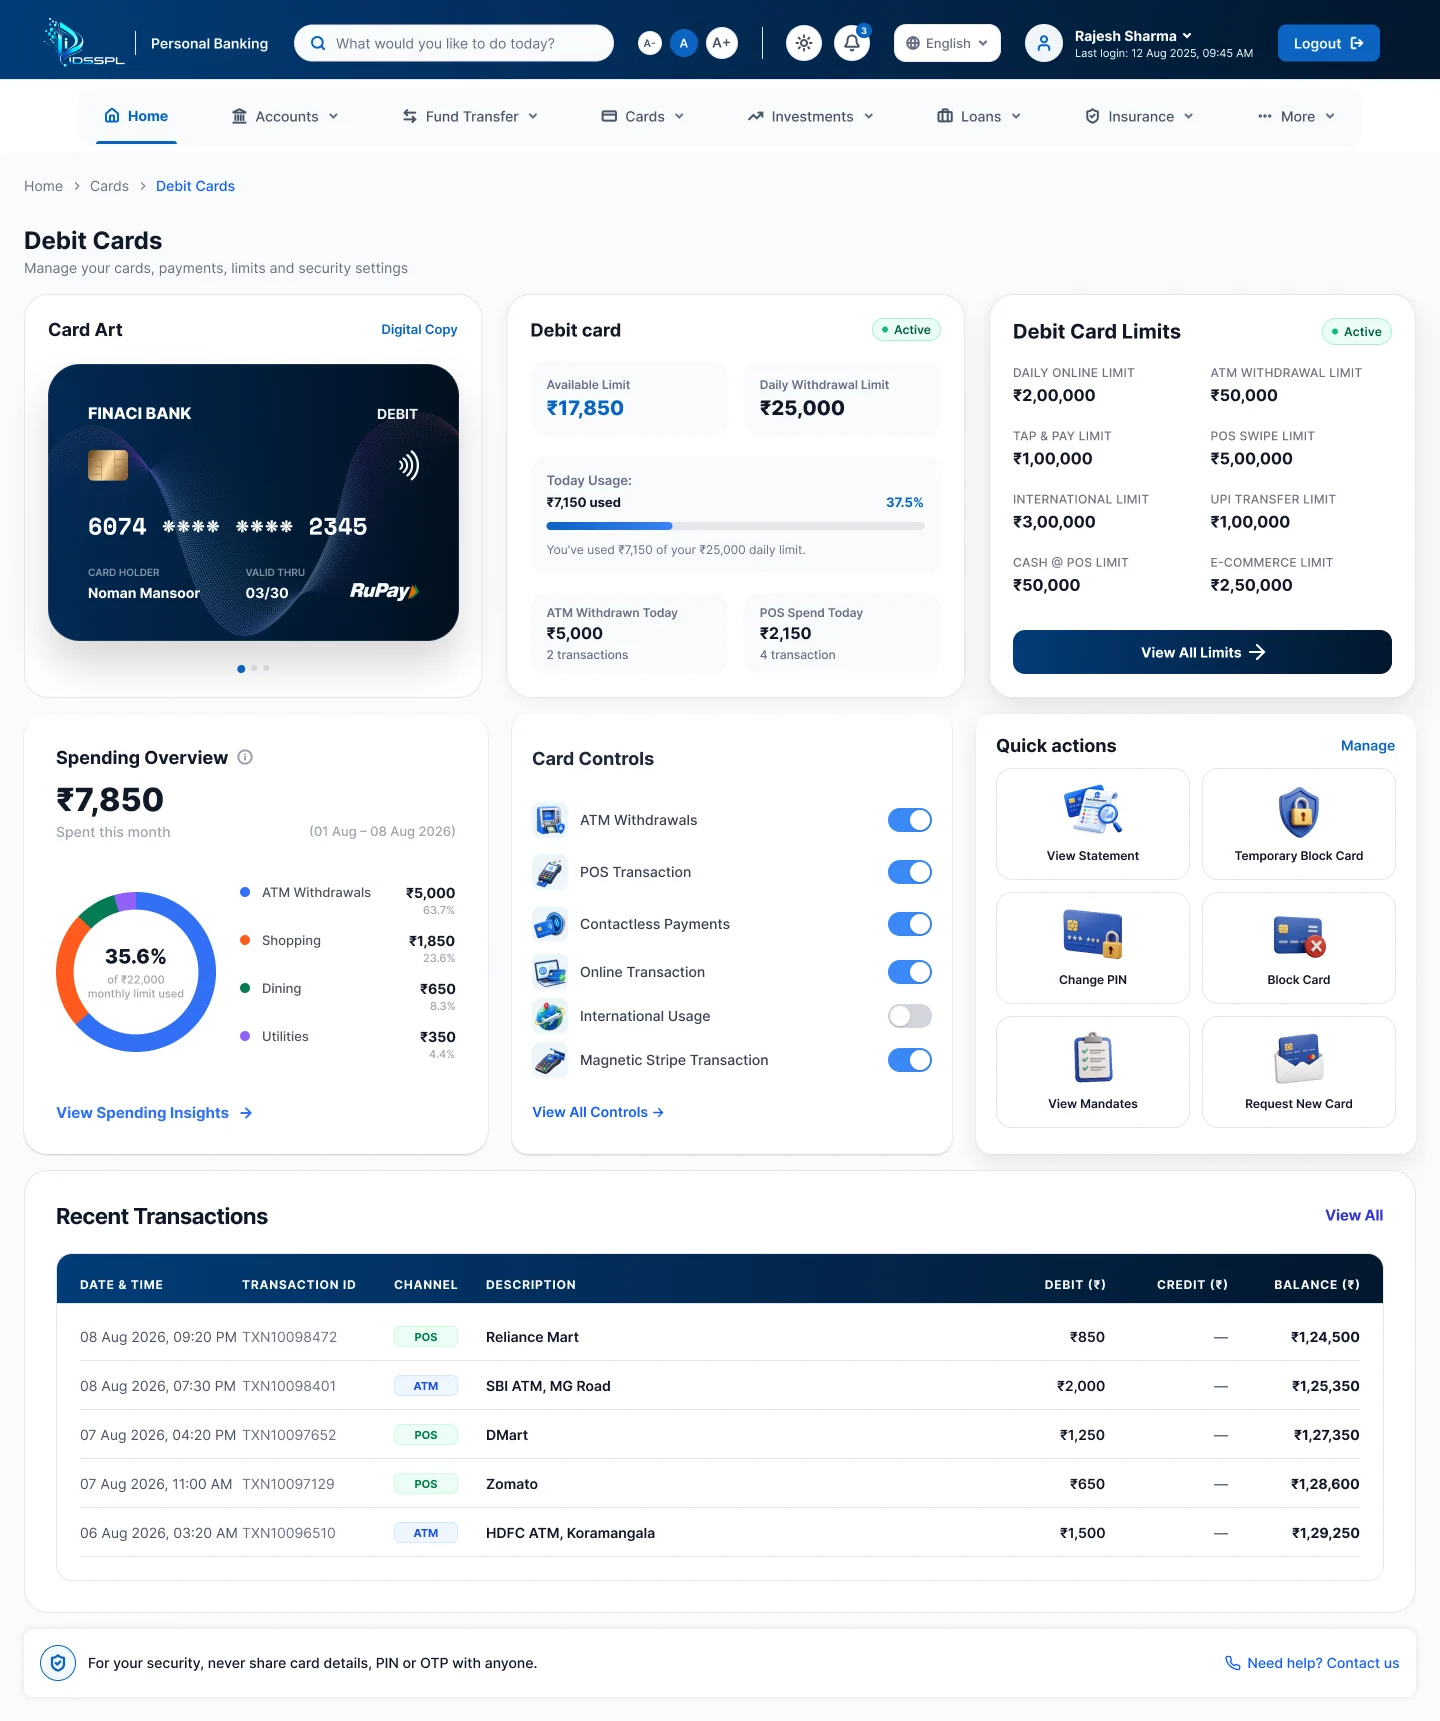 IDSSPL
Personal Banking
What would you like to do today?
A-
A
A+
3
English
Rajesh Sharma
Last login: 12 Aug 2025, 09:45 AM
Logout
Home
Accounts
Fund Transfer
Cards
Investments
Loans
Insurance
More
Home > Cards > Debit Cards
Debit Cards
Manage your cards, payments, limits and security settings
Card Art
Digital Copy
FINACI BANK
DEBIT
6074 **** **** 2345
CARD HOLDER
VALID THRU
Noman Mansoor
03/30
RuPay
Debit card
Active
Available Limit
₹17,850
Daily Withdrawal Limit
₹25,000
Today Usage:
₹7,150 used
37.5%
You've used ₹7,150 of your ₹25,000 daily limit.
ATM Withdrawn Today
₹5,000
2 transactions
POS Spend Today
₹2,150
4 transaction
Debit Card Limits
Active
DAILY ONLINE LIMIT
₹2,00,000
ATM WITHDRAWAL LIMIT
₹50,000
TAP & PAY LIMIT
₹1,00,000
POS SWIPE LIMIT
₹5,00,000
INTERNATIONAL LIMIT
₹3,00,000
UPI TRANSFER LIMIT
₹1,00,000
CASH @ POS LIMIT
₹50,000
E-COMMERCE LIMIT
₹2,50,000
View All Limits →
Spending Overview
₹7,850
Spent this month
(01 Aug – 08 Aug 2026)
35.6%
of ₹22,000
monthly limit used
ATM Withdrawals
₹5,000
63.7%
Shopping
₹1,850
23.6%
Dining
₹650
8.3%
Utilities
₹350
4.4%
View Spending Insights →
Card Controls
ATM Withdrawals
POS Transaction
Contactless Payments
Online Transaction
International Usage
Magnetic Stripe Transaction
View All Controls →
Quick actions
Manage
View Statement
Temporary Block Card
Change PIN
Block Card
View Mandates
Request New Card
Recent Transactions
View All
DATE & TIME TRANSACTION ID CHANNEL DESCRIPTION DEBIT (₹) CREDIT (₹) BALANCE (₹)
08 Aug 2026, 09:20 PM TXN10098472 POS Reliance Mart ₹850 — ₹1,24,500
08 Aug 2026, 07:30 PM TXN10098401 ATM SBI ATM, MG Road ₹2,000 — ₹1,25,350
07 Aug 2026, 04:20 PM TXN10097652 POS DMart ₹1,250 — ₹1,27,350
07 Aug 2026, 11:00 AM TXN10097129 POS Zomato ₹650 — ₹1,28,600
06 Aug 2026, 03:20 AM TXN10096510 ATM HDFC ATM, Koramangala ₹1,500 — ₹1,29,250
For your security, never share card details, PIN or OTP with anyone.
Need help? Contact us